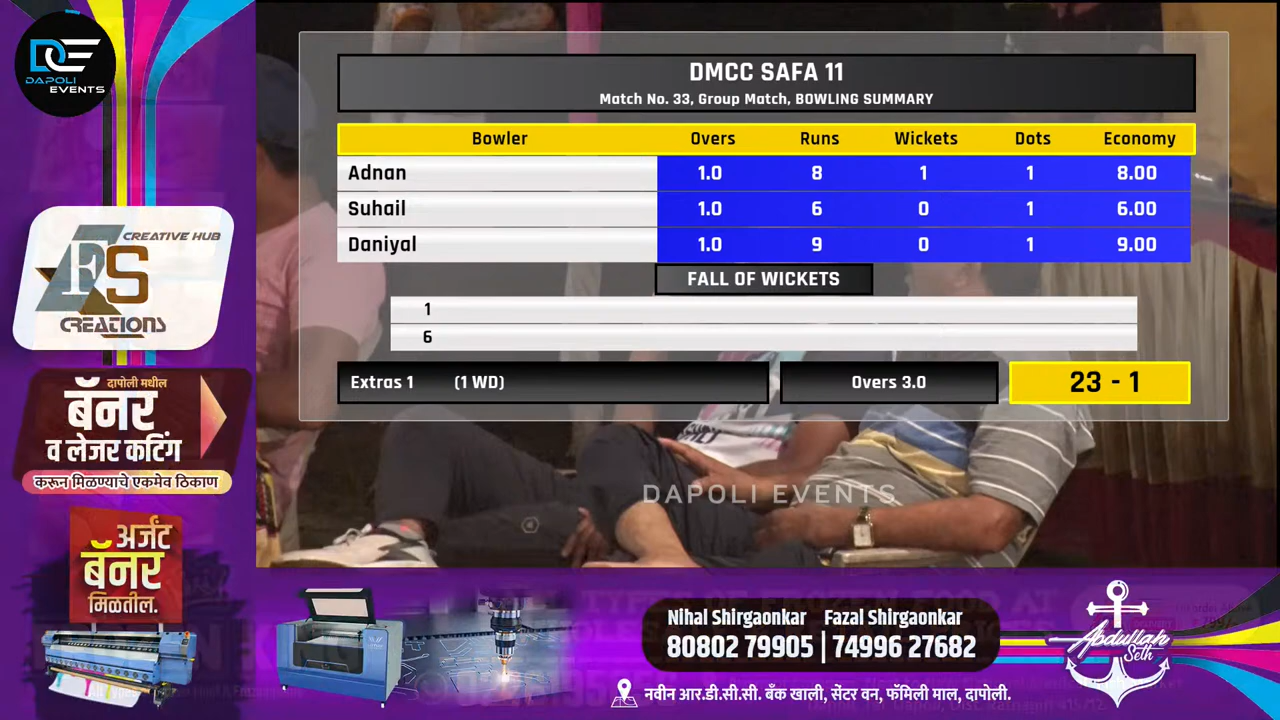 DE
DAPOLI
EVENTS
DMCC SAFA 11
Match No. 33, Group Match, BOWLING SUMMARY
Bowler Overs Runs Wickets Dots Economy
Adnan 1.0 8 1 1 8.00
Suhail 1.0 6 0 1 6.00
Daniyal 1.0 9 0 1 9.00
FALL OF WICKETS
1
6
Extras 1 (1 WD) Overs 3.0 23 - 1
CREATIVE HUB
FS
CREATIONS
दापोली मधील
बॅनर
व लेजर कटिंग
करून मिळण्याचे एकमेव ठिकाण
अर्जंट
बॅनर
मिळतील.
DAPOLI EVENTS
Nihal Shirgaonkar Fazal Shirgaonkar
80802 79905 | 74996 27682
नवीन आर.डी.सी.सी. बँक खाली, सेंटर वन, फॅमिली माल, दापोली.
Abdullah
Seth